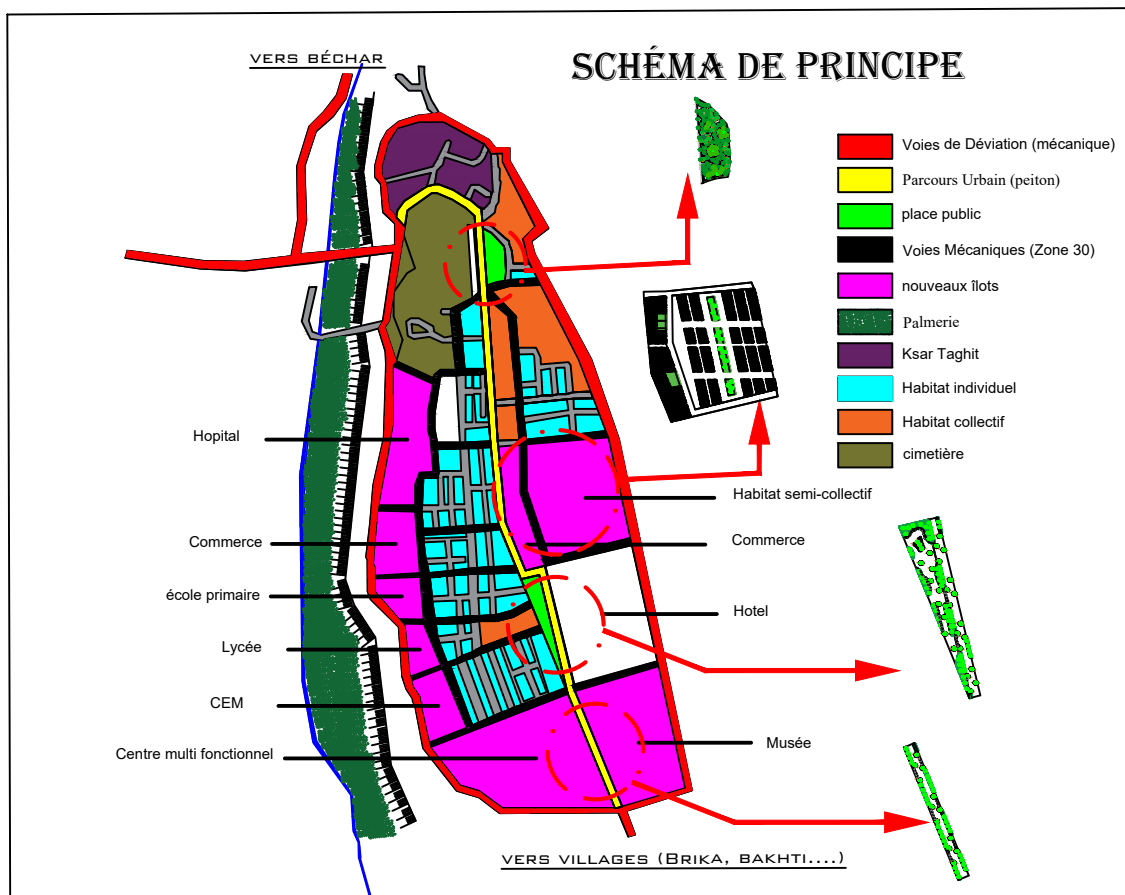 VERS BÉCHAR
SCHÉMA DE PRINCIPE
Voies de Déviation (mécanique)
Parcours Urbain (peiton)
place public
Voies Mécaniques (Zone 30)
nouveaux îlots
Palmerie
Ksar Taghit
Habitat individuel
Habitat collectif
cimetière
Hopital
Commerce
école primaire
Lycée
CEM
Centre multi fonctionnel
Habitat semi-collectif
Commerce
Hotel
Musée
VERS VILLAGES (BRIKA, BAKHTI....)